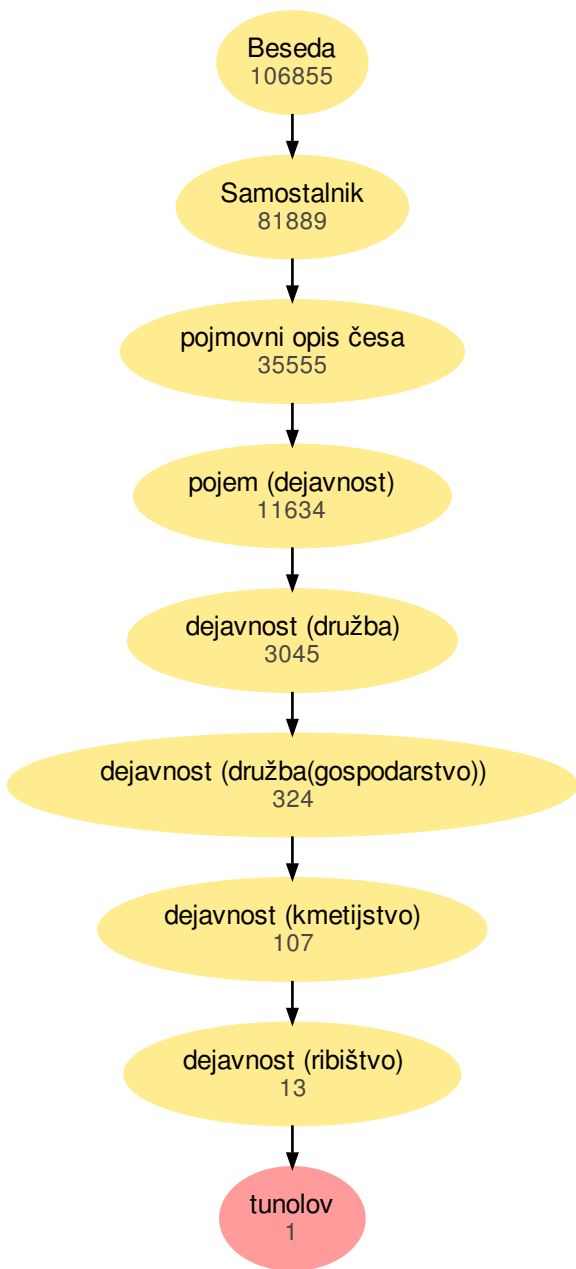 Beseda
106855
Samostalnik
81889
pojmovni opis česa
35555
pojem (dejavnost)
11634
dejavnost (družba)
3045
dejavnost (družba(gospodarstvo))
324
dejavnost (kmetijstvo)
107
dejavnost (ribištvo)
13
tunolov
1